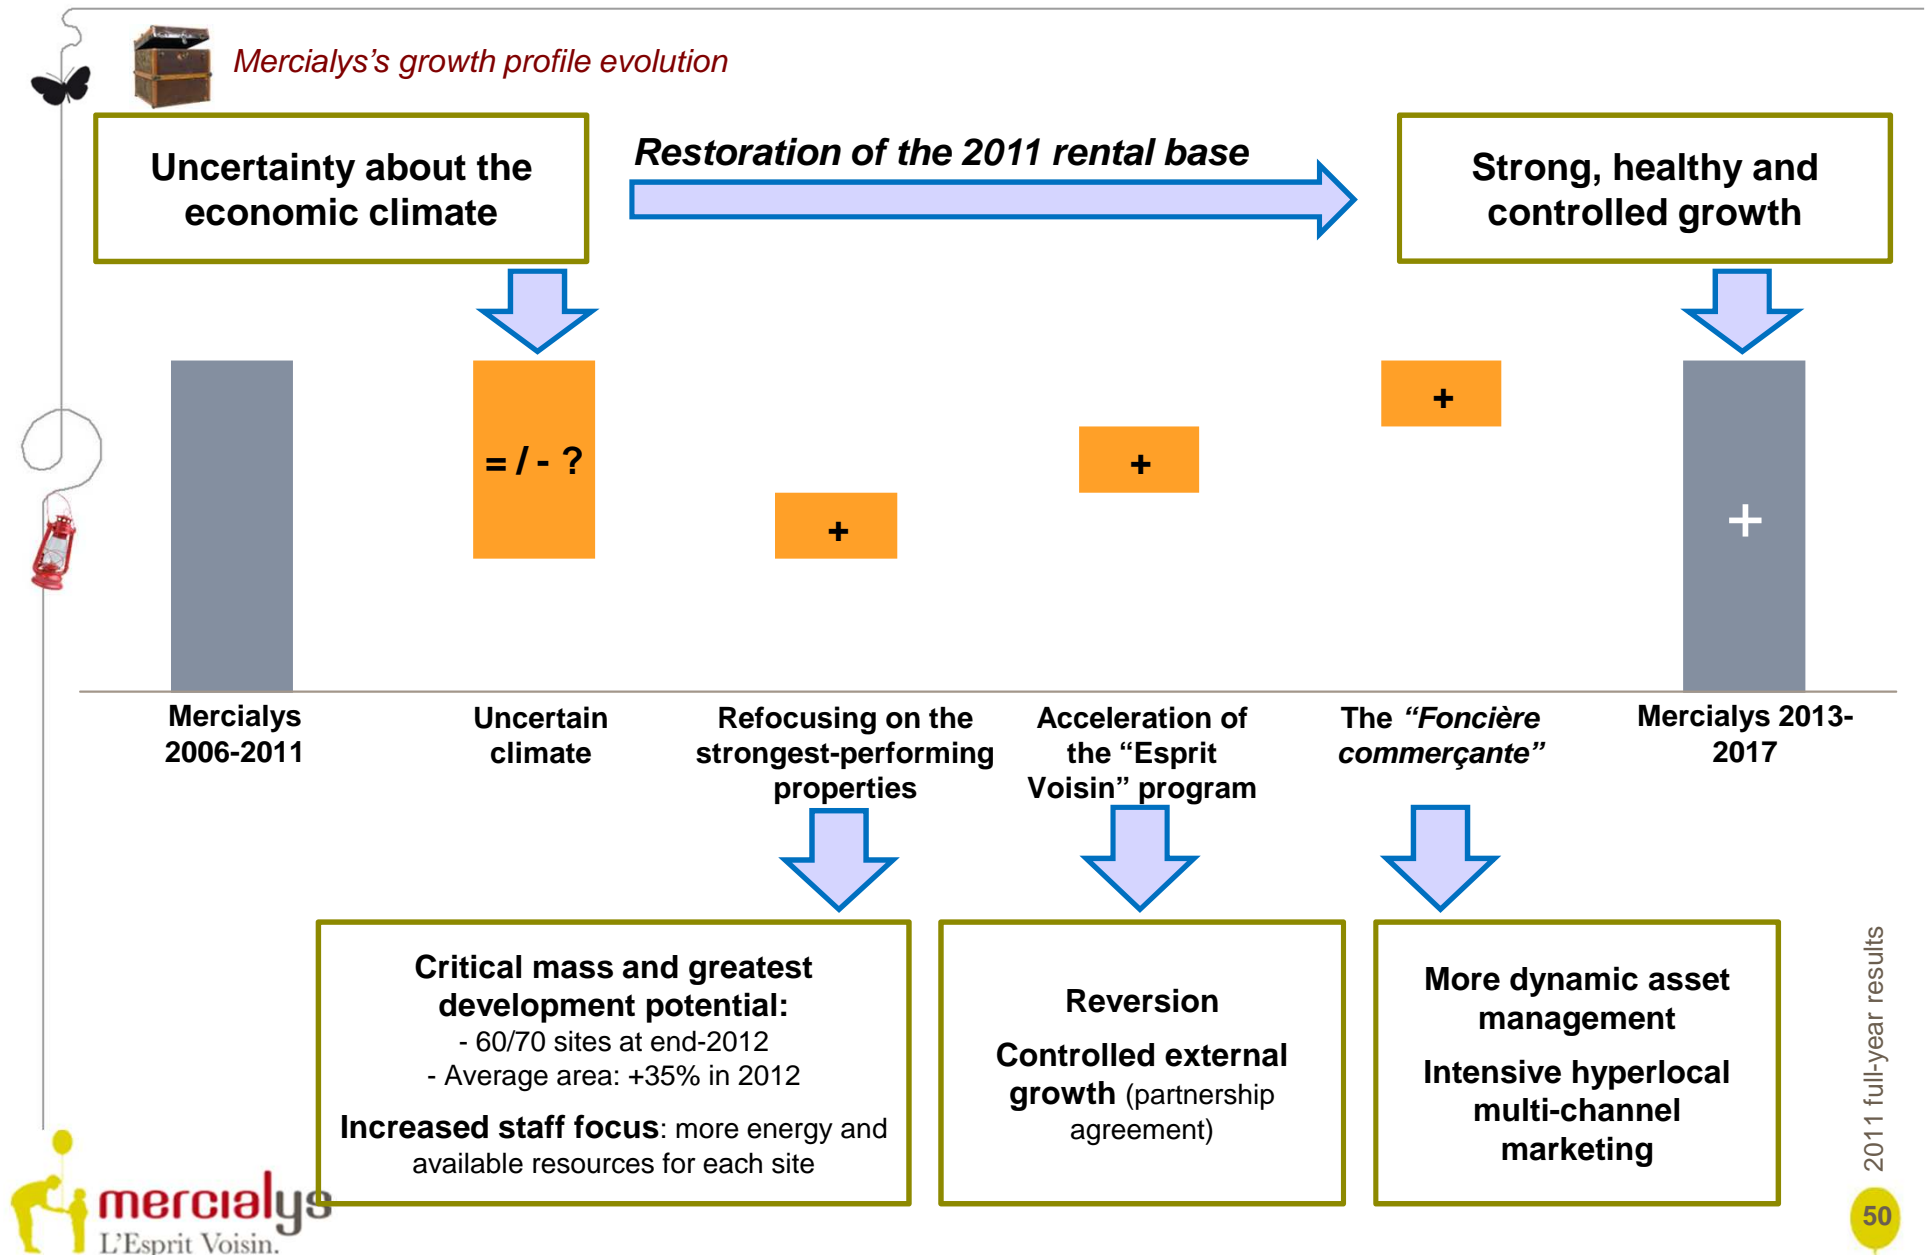 Mercialys's growth profile evolution
Uncertainty about the
economic climate
Restoration of the 2011 rental base
Strong, healthy and
controlled growth
= / - ?
+
+
+
+
Mercialys
2006-2011
Uncertain
climate
Refocusing on the
strongest-performing
properties
Acceleration of
the “Esprit
Voisin” program
The “Foncière
commerçante”
Mercialys 2013-
2017
Critical mass and greatest
development potential:
- 60/70 sites at end-2012
- Average area: +35% in 2012
Increased staff focus: more energy and
available resources for each site
Reversion
Controlled external
growth (partnership
agreement)
More dynamic asset
management
Intensive hyperlocal
multi-channel
marketing
2011 full-year results
mercialys
L'Esprit Voisin.
50